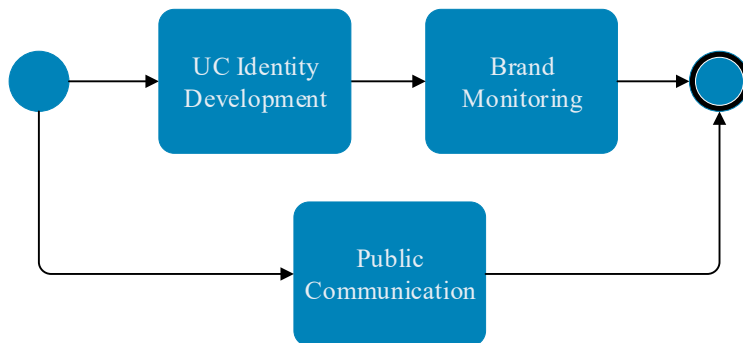 UC Identity
Development
Brand
Monitoring
Public
Communication